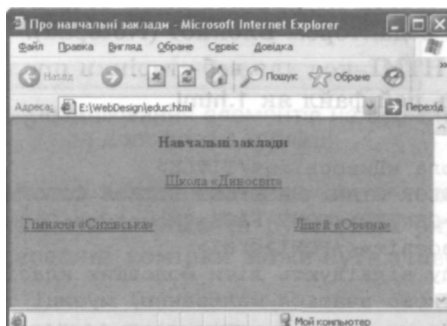 Про навчальні заклади - Microsoft Internet Explorer
Файл Правка Вигляд Обране Сервіс Довідка
Назад Пошук Обране
Адреса: E:\WebDesign\educ.html Перехід
Навчальні заклади
Школа «Дивосвіт»
Гімназія «Сихівська» Ліцей «Оріяна»
Мой компьютер